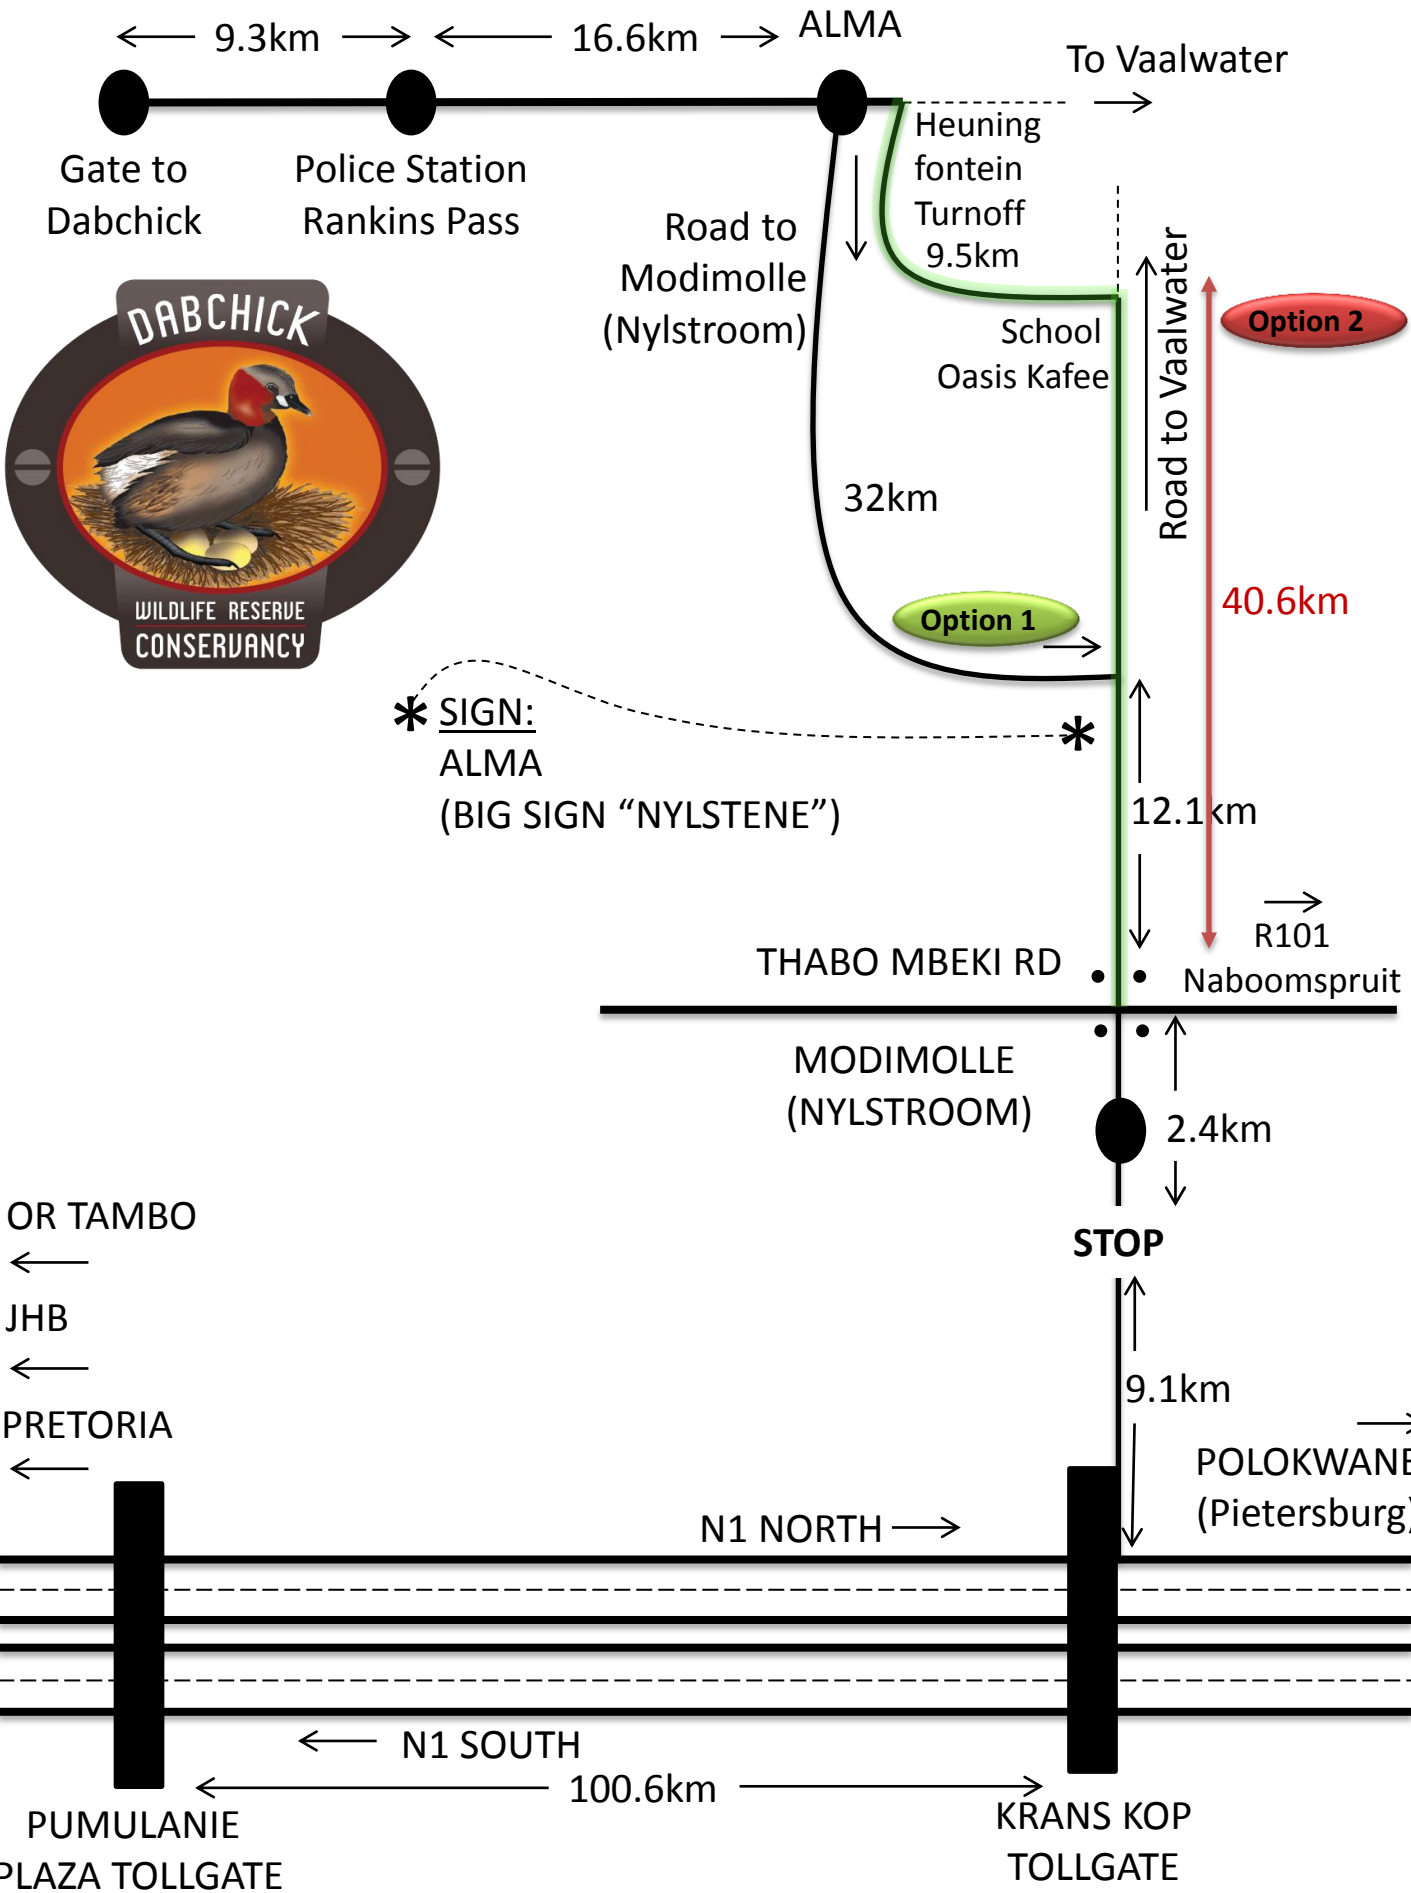 9.3km
16.6km
ALMA
To Vaalwater
Gate to
Dabchick
Police Station
Rankins Pass
Heuning
fontein
Turnoff
9.5km
Road to
Modimolle
(Nylstroom)
School
Oasis Kafee
Road to Vaalwater
Option 2
DABCHICK
WILDLIFE RESERVE
CONSERVANCY
32km
40.6km
Option 1
* SIGN:
ALMA
(BIG SIGN “NYLSTENE”)
*
12.1km
R101
Naboomspruit
THABO MBEKI RD
MODIMOLLE
(NYLSTROOM)
2.4km
OR TAMBO
STOP
JHB
9.1km
PRETORIA
POLOKWANE
(Pietersburg)
N1 NORTH
N1 SOUTH
100.6km
PUMULANIE
PLAZA TOLLGATE
KRANS KOP
TOLLGATE